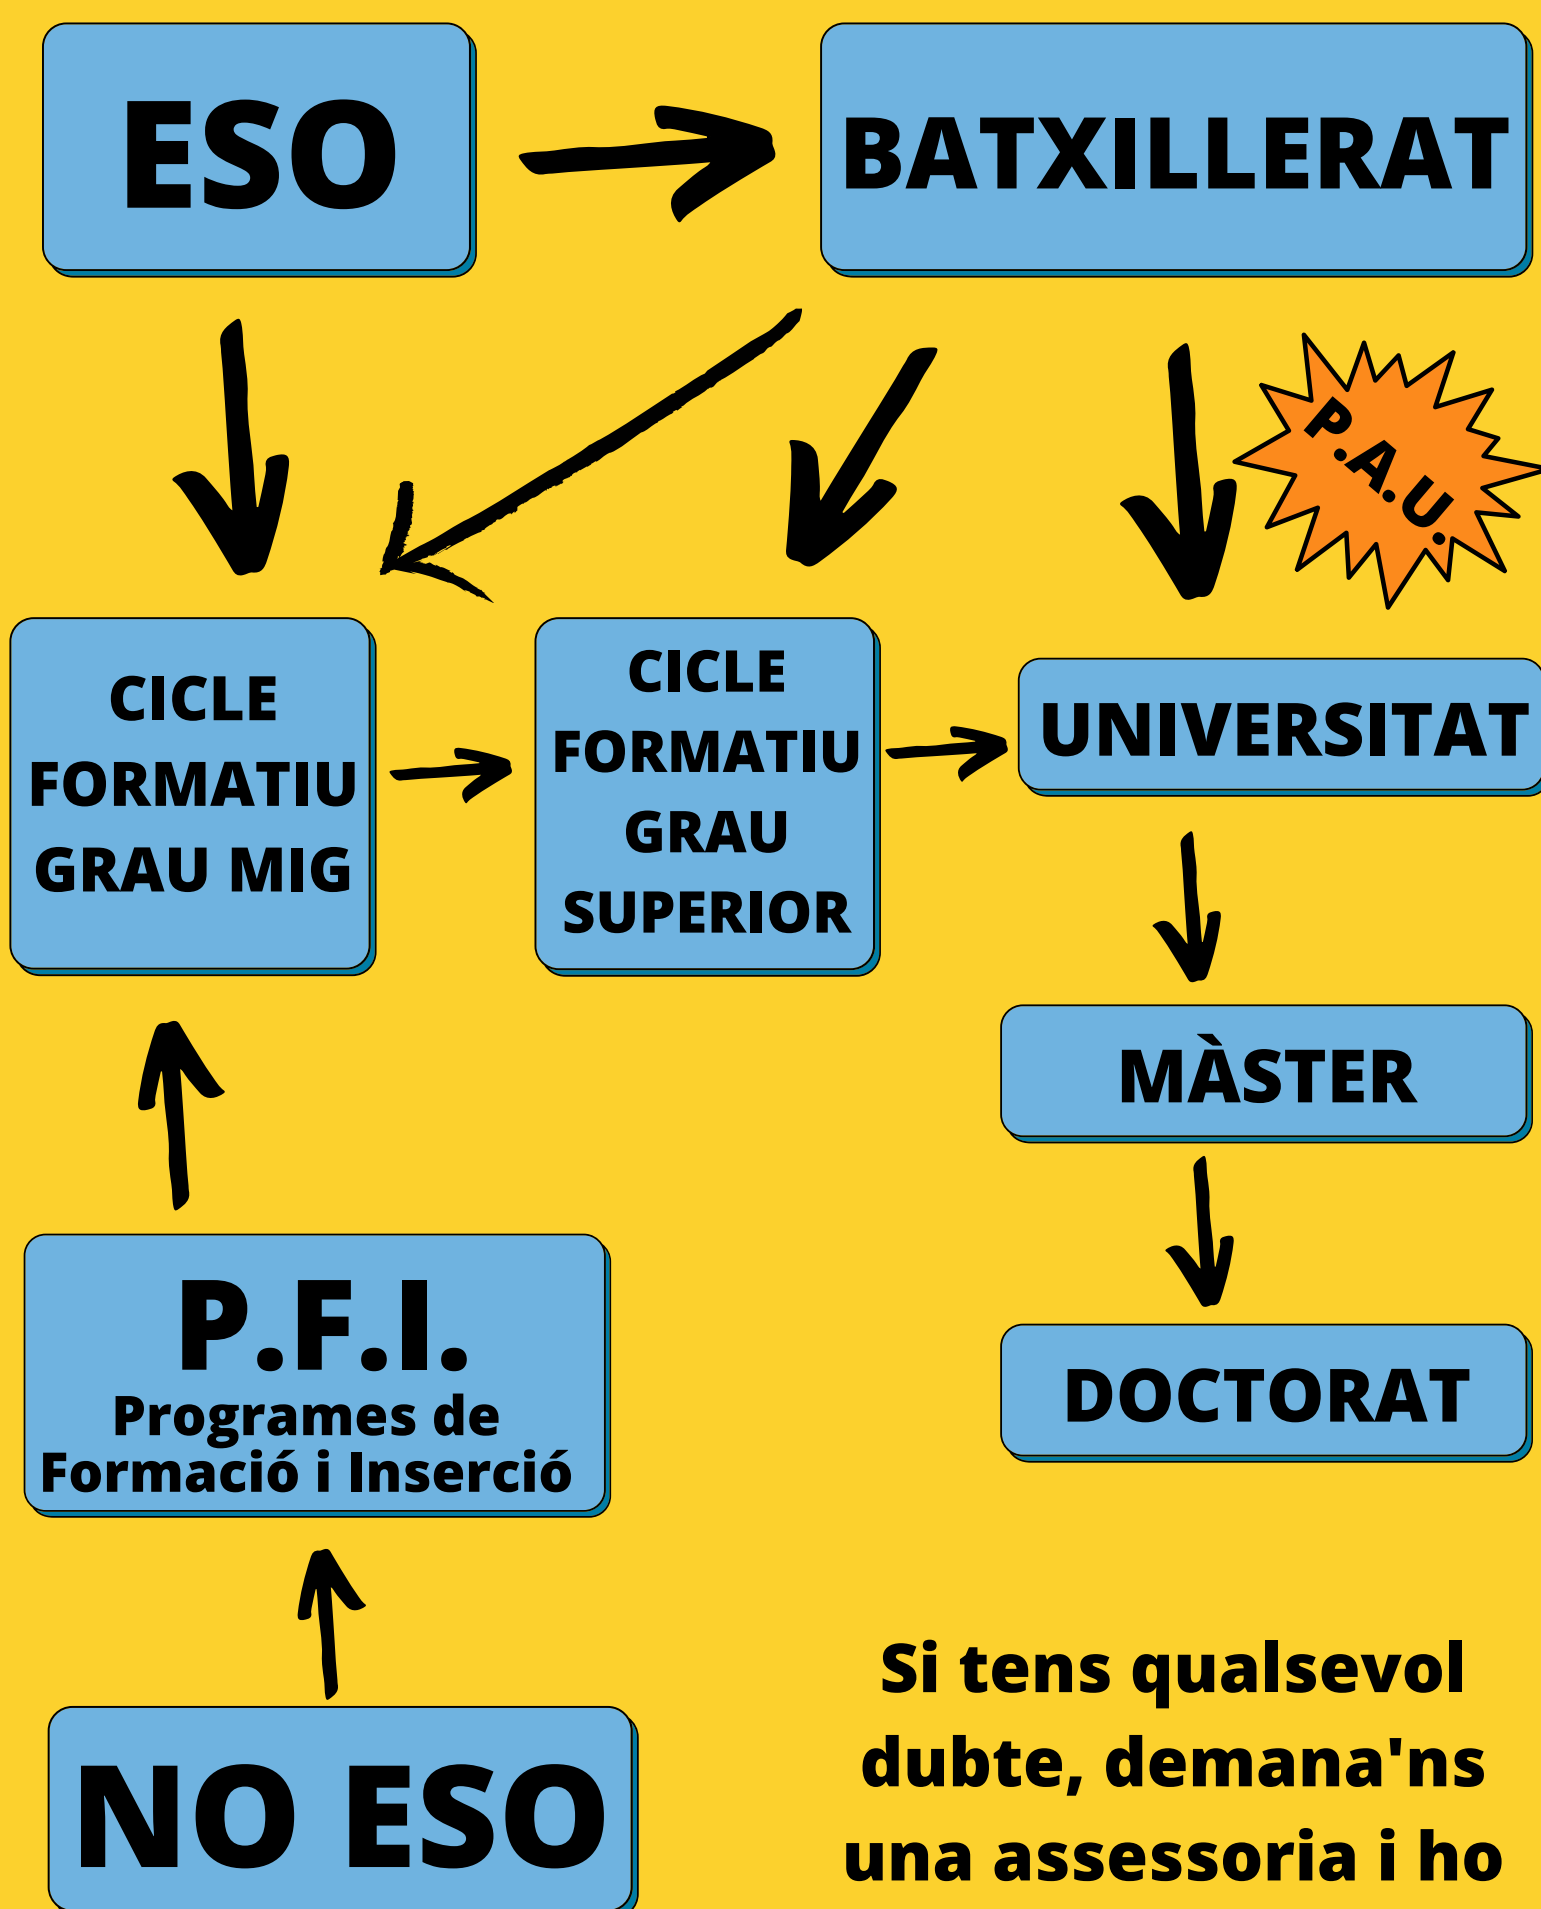 ESO
BATXILLERAT
P.A.U.
CICLE
FORMATIU
GRAU MIG
CICLE
FORMATIU
GRAU
SUPERIOR
UNIVERSITAT
MÀSTER
P.F.I.
Programes de
Formació i Inserció
DOCTORAT
NO ESO
Si tens qualsevol
dubte, demana'ns
una assessoria i ho